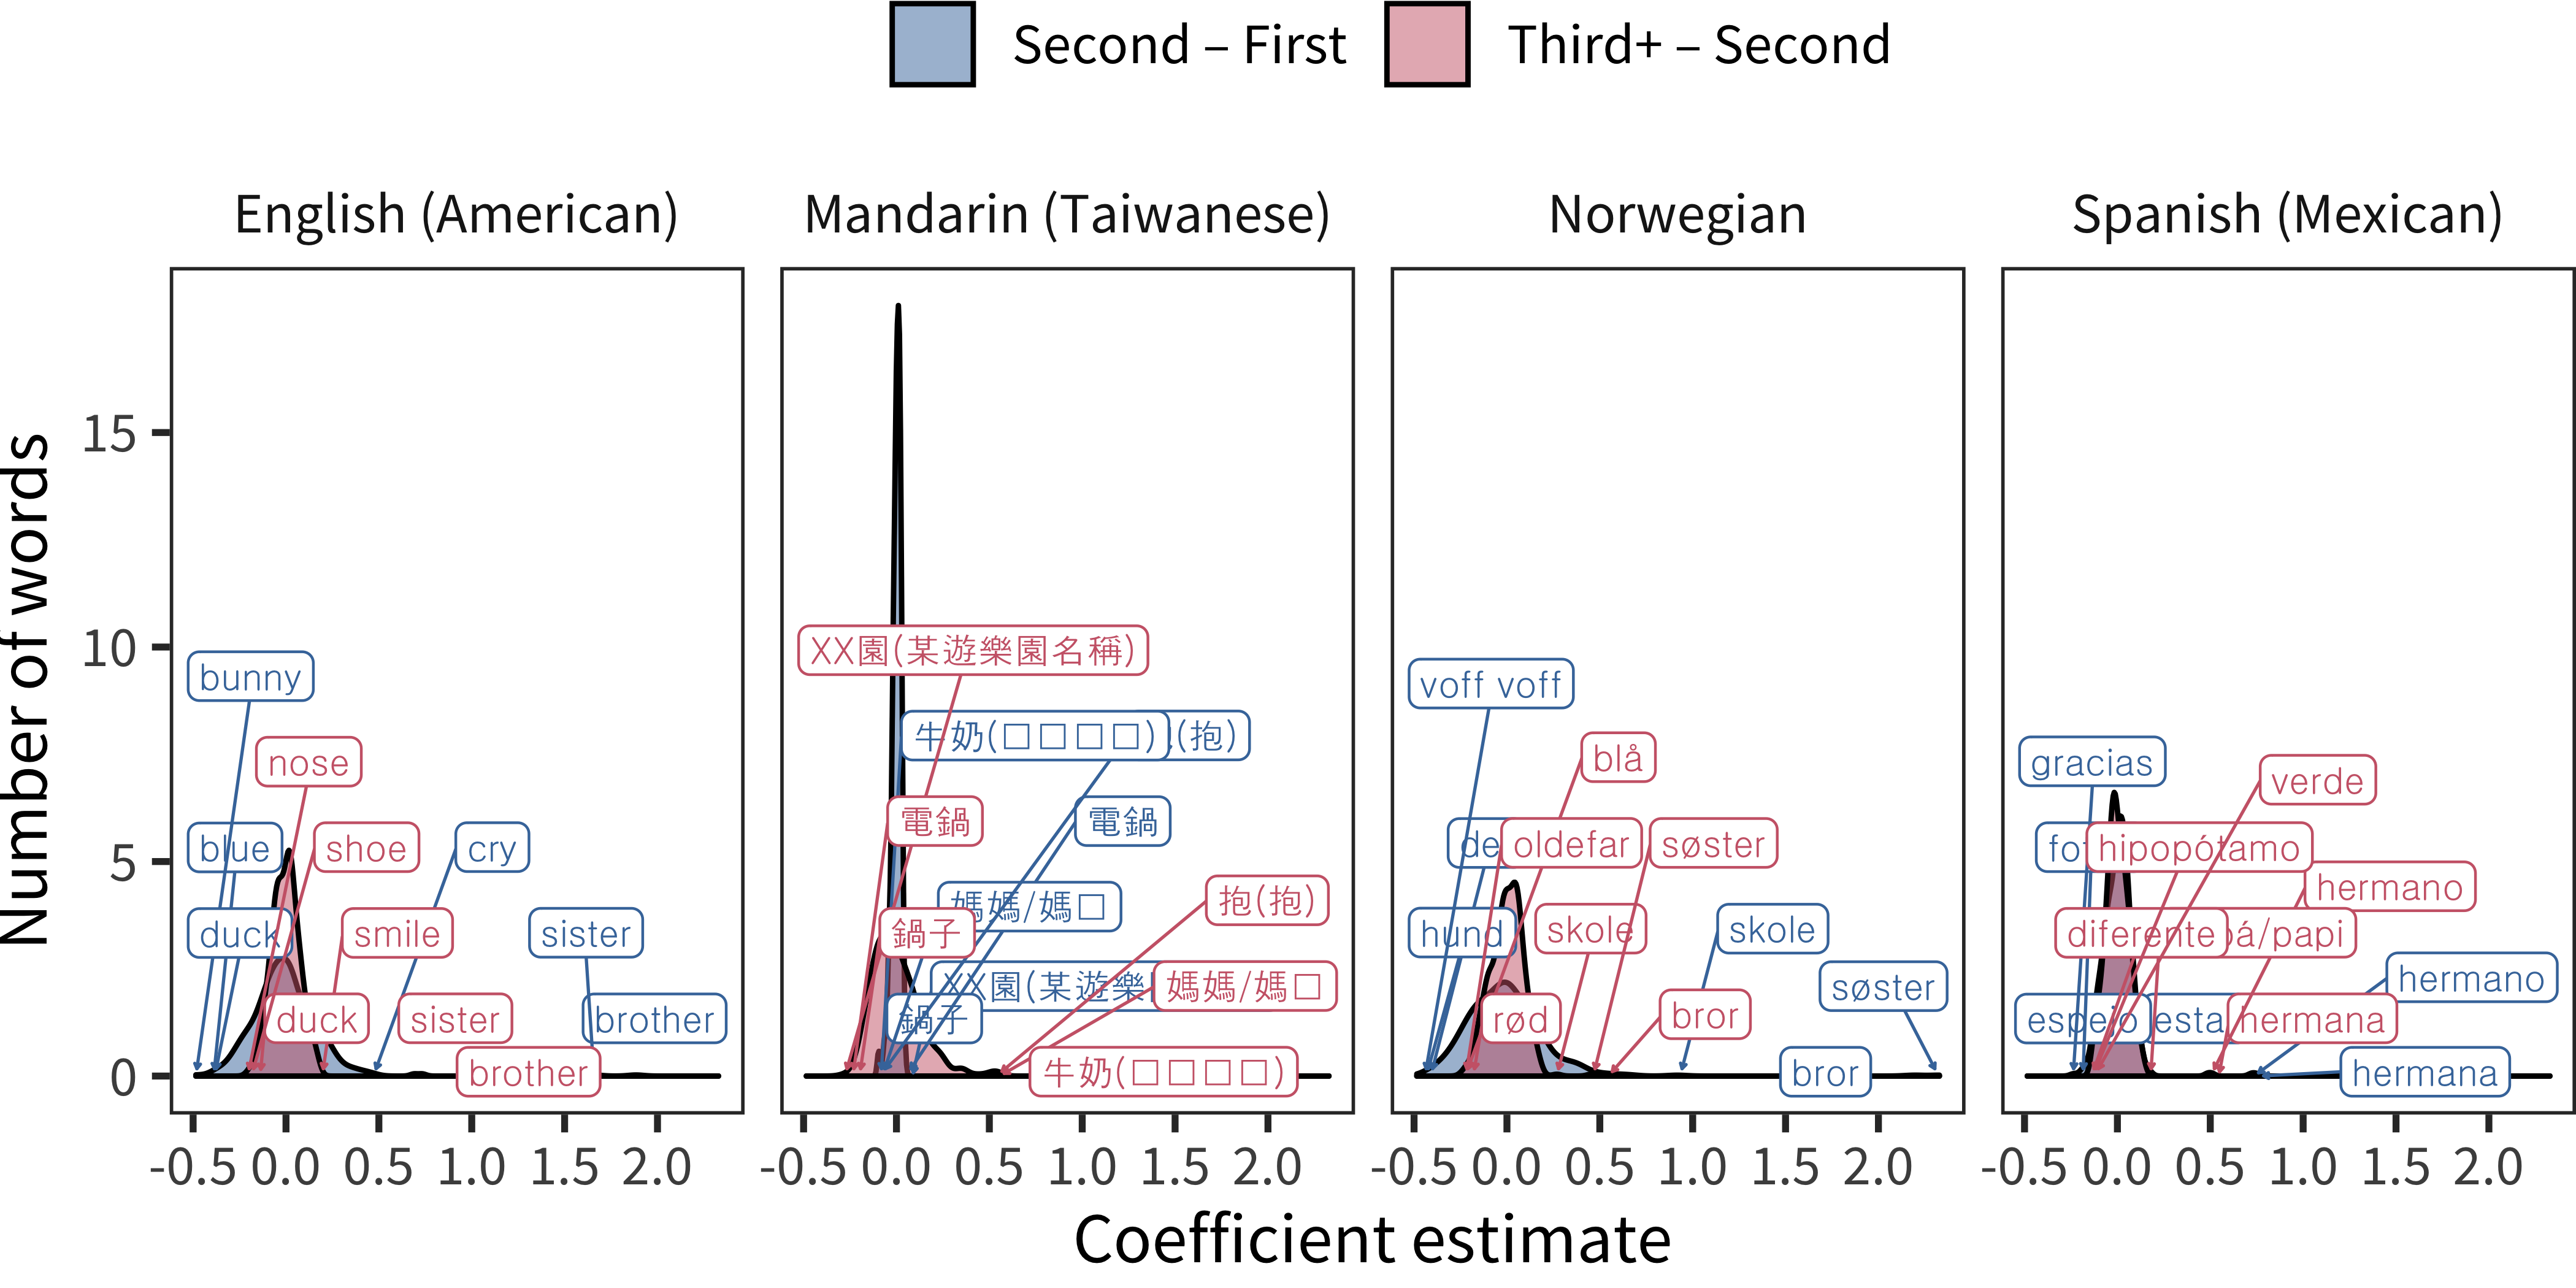 Second – First
Third+ – Second
English (American)
Mandarin (Taiwanese)
Norwegian
Spanish (Mexican)
Number of words
15
10
5
0
bunny
nose
blue
shoe
cry
duck
smile
sister
duck
sister
brother
brother
XX園(某遊樂園名稱)
牛奶(□□□□)
(抱)
電鍋
電鍋
媽媽/媽□
抱(抱)
鍋子
XX園(某遊樂
媽媽/媽□
鍋子
牛奶(□□□□)
voff voff
blå
de
oldefar
søster
hund
skole
skole
søster
rød
bror
bror
gracias
verde
hipopótamo
hermano
diferente
á/papi
hermano
espejo
esta
hermana
hermana
-0.5 0.0 0.5 1.0 1.5 2.0
-0.5 0.0 0.5 1.0 1.5 2.0
-0.5 0.0 0.5 1.0 1.5 2.0
-0.5 0.0 0.5 1.0 1.5 2.0
Coefficient estimate